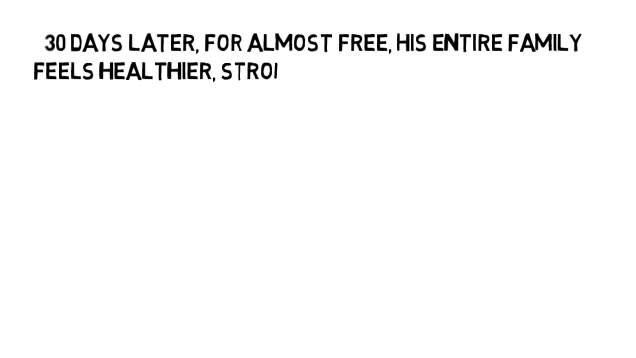 30 DAYS LATER, FOR ALMOST FREE, HIS ENTIRE FAMILY
FEELS HEALTHIER,